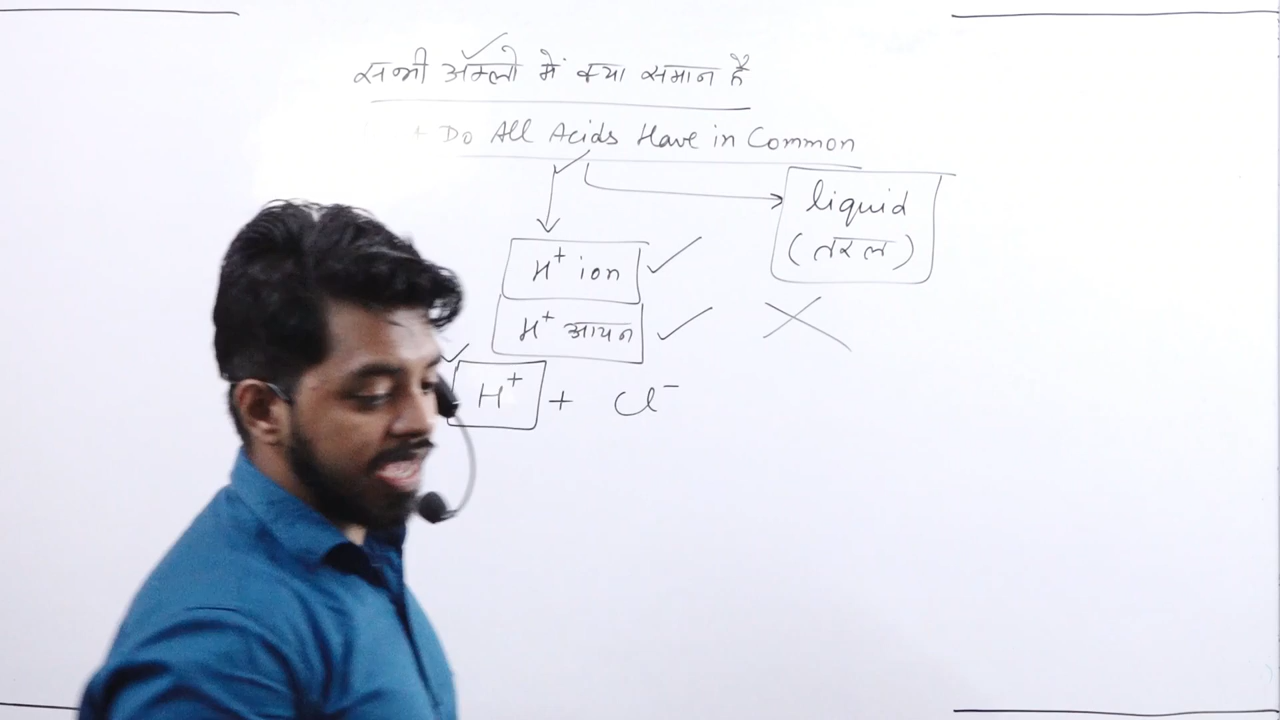 सभी अम्लो में क्या समान है
Do All Acids Have in Common
liquid
(तरल)
H⁺ ion
H⁺ आयन
H⁺ + Cl⁻